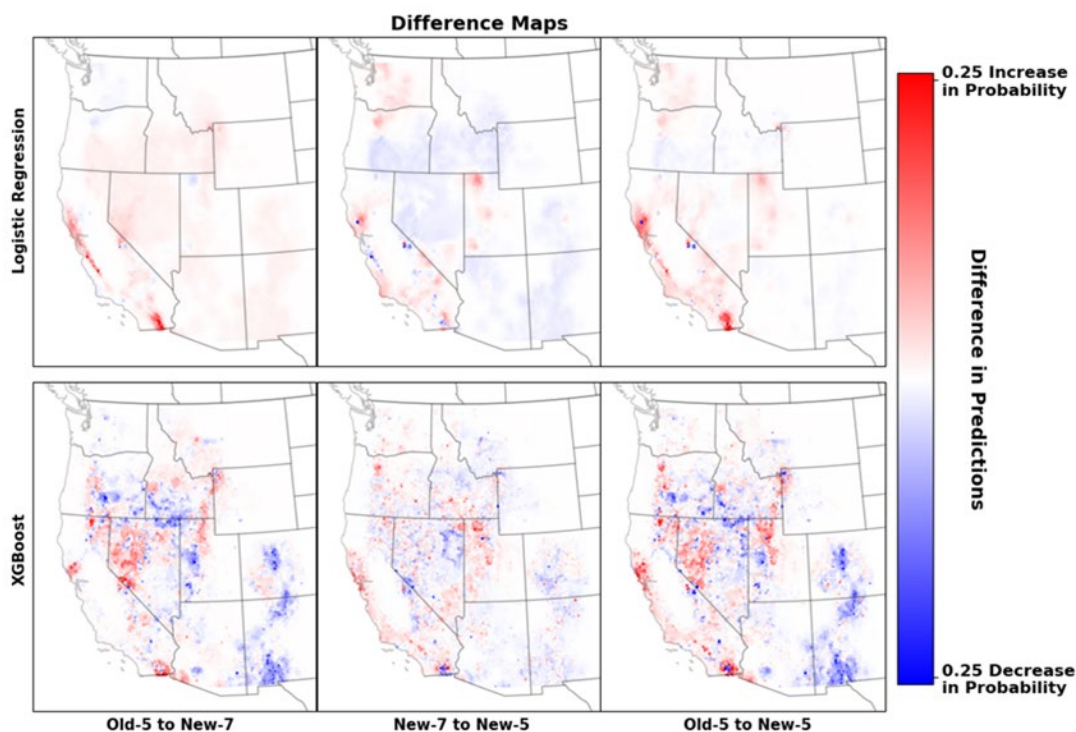 Difference Maps
Logistic Regression
XGBoost
Old-5 to New-7
New-7 to New-5
Old-5 to New-5
0.25 Increase
in Probability
Difference in Predictions
0.25 Decrease
in Probability